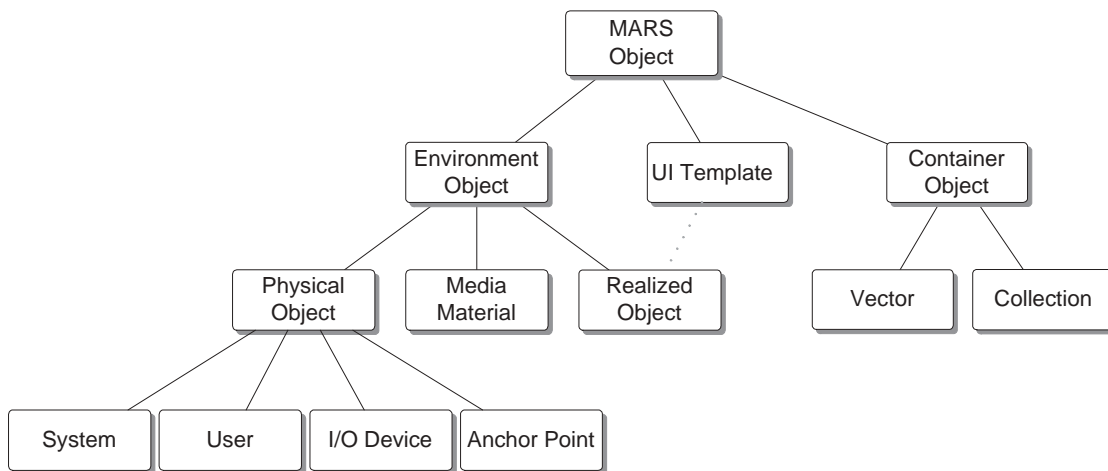 MARS
Object
Environment
Object
UI Template
Container
Object
Physical
Object
Media
Material
Realized
Object
Vector
Collection
System
User
I/O Device
Anchor Point